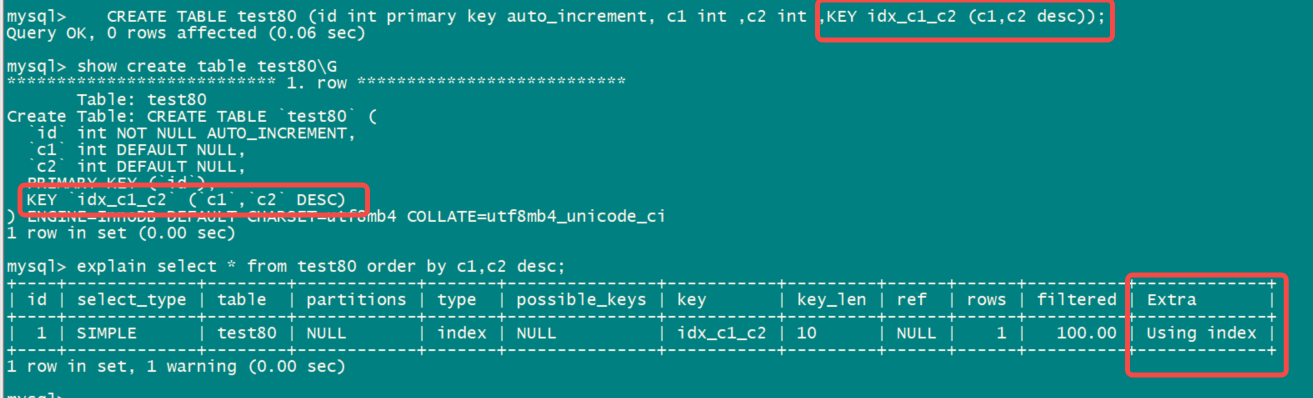 mysql>    CREATE TABLE test80 (id int primary key auto_increment, c1 int ,c2 int ,KEY idx_c1_c2 (c1,c2 desc));
Query OK, 0 rows affected (0.06 sec)
mysql> show create table test80\G
*************************** 1. row ***************************
       Table: test80
Create Table: CREATE TABLE `test80` (
  `id` int NOT NULL AUTO_INCREMENT,
  `c1` int DEFAULT NULL,
  `c2` int DEFAULT NULL,
  PRIMARY KEY (`id`),
  KEY `idx_c1_c2` (`c1`,`c2` DESC)
) ENGINE=InnoDB DEFAULT CHARSET=utf8mb4 COLLATE=utf8mb4_unicode_ci
1 row in set (0.00 sec)
mysql> explain select * from test80 order by c1,c2 desc;
+----+-------------+--------+------------+-------+---------------+-----------+---------+------+------+----------+-------------+
| id | select_type | table  | partitions | type  | possible_keys | key       | key_len | ref  | rows | filtered | Extra       |
+----+-------------+--------+------------+-------+---------------+-----------+---------+------+------+----------+-------------+
|  1 | SIMPLE      | test80 | NULL       | index | NULL          | idx_c1_c2 | 10      | NULL |    1 |   100.00 | Using index |
+----+-------------+--------+------------+-------+---------------+-----------+---------+------+------+----------+-------------+
1 row in set, 1 warning (0.00 sec)
mysql>